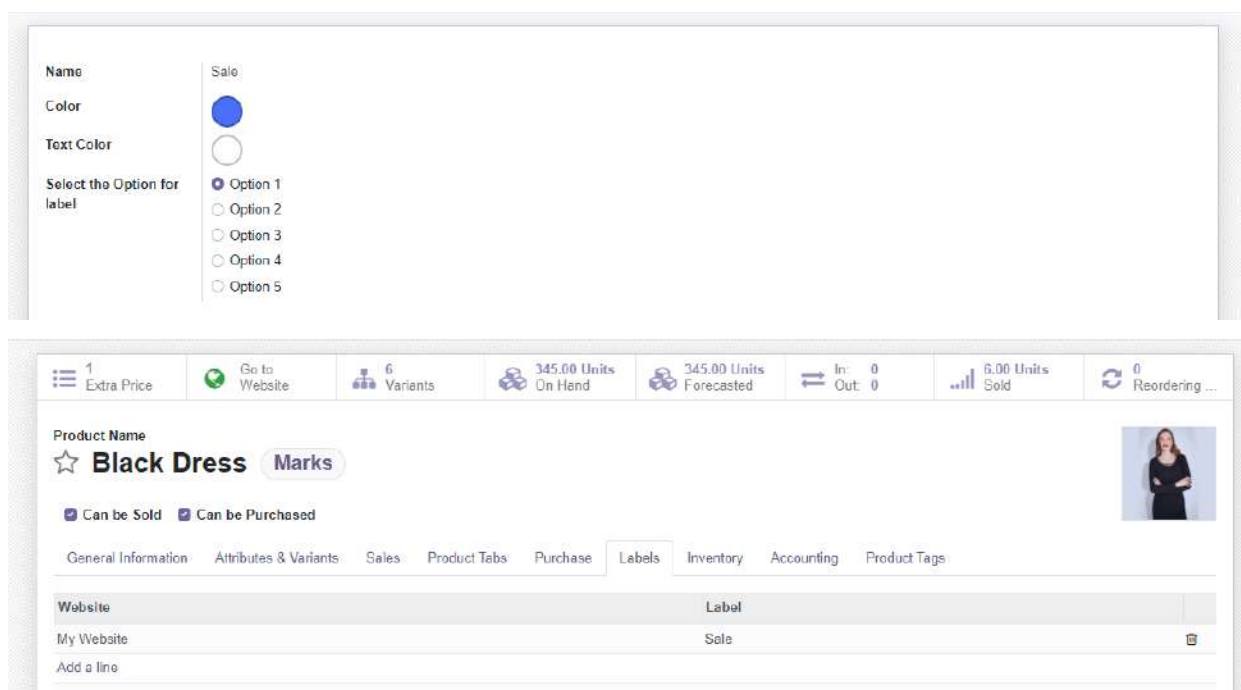 Name Sale
Color
Text Color
Select the Option for label
Option 1
Option 2
Option 3
Option 4
Option 5
1 Extra Price
Go to Website
6 Variants
345.00 Units On Hand
345.00 Units Forecasted
In: 0
Out: 0
6.00 Units Sold
0 Reordering ...
Product Name
Black Dress Marks
Can be Sold Can be Purchased
General Information Attributes & Variants Sales Product Tabs Purchase Labels Inventory Accounting Product Tags
Website Label
My Website Sale
Add a line